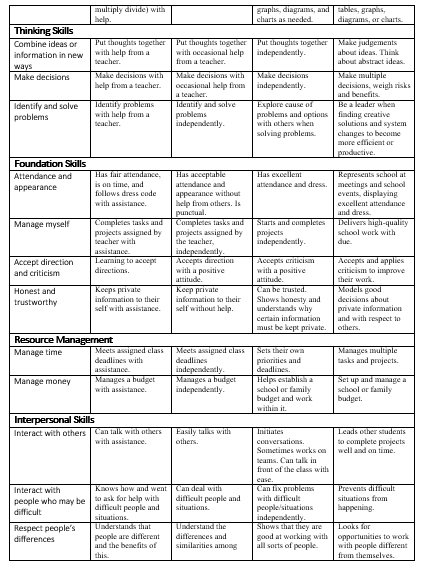 multiply divide) with
help.
graphs, diagrams, and
charts as needed.
tables, graphs,
diagrams, or charts.
Thinking Skills
Combine ideas or
information in new
ways
Put thoughts together
with help from a
teacher.
Put thoughts together
with occasional help
from a teacher.
Put thoughts together
independently.
Make judgements
about ideas. Think
about abstract ideas.
Make decisions
Make decisions with
help from a teacher.
Make decisions with
occasional help from
a teacher.
Make decisions
independently.
Make multiple
decisions, weigh risks
and benefits.
Identify and solve
problems
Identify problems
with help from a
teacher.
Identify and solve
problems
independently.
Explore cause of
problems and options
with others when
solving problems.
Be a leader when
finding creative
solutions and system
changes to become
more efficient or
productive.
Foundation Skills
Attendance and
appearance
Has fair attendance,
is on time, and
follows dress code
with assistance.
Has acceptable
attendance and
appearance without
help from others. Is
punctual.
Has excellent
attendance and dress.
Represents school at
meetings and school
events, displaying
excellent attendance
and dress.
Manage myself
Completes tasks and
projects assigned by
teacher with
assistance.
Completes tasks and
projects assigned by
the teacher,
independently.
Starts and completes
projects
independently.
Delivers high-quality
school work with
due.
Accept direction
and criticism
Learning to accept
directions.
Accepts direction
with a positive
attitude.
Accepts criticism
with a positive
attitude.
Accepts and applies
criticism to improve
their work.
Honest and
trustworthy
Keeps private
information to their
self with assistance.
Keep private
information to their
self without help.
Can be trusted.
Shows honesty and
understands why
certain information
must be kept private.
Models good
decisions about
private information
and with respect to
others.
Resource Management
Manage time
Meets assigned class
deadlines with
assistance.
Meets assigned class
deadlines
independently.
Sets their own
priorities and
deadlines.
Manages multiple
tasks and projects.
Manage money
Manages a budget
with assistance.
Manages a budget
independently.
Helps establish a
school or family
budget and work
within it.
Set up and manage a
school or family
budget.
Interpersonal Skills
Interact with others
Can talk with others
with assistance.
Easily talks with
others.
Initiates
conversations.
Sometimes works on
teams. Can talk in
front of the class with
ease.
Leads other students
to complete projects
well and on time.
Interact with
people who may be
difficult
Knows how and went
to ask for help with
difficult people and
situations.
Can deal with
difficult people and
situations.
Can fix problems
with difficult
people/situations
independently.
Prevents difficult
situations from
happening.
Respect people's
differences
Understands that
people are different
and the benefits of
this.
Understand the
differences and
similarities among
Shows that they are
good at working with
all sorts of people.
Looks for
opportunities to work
with people different
from themselves.